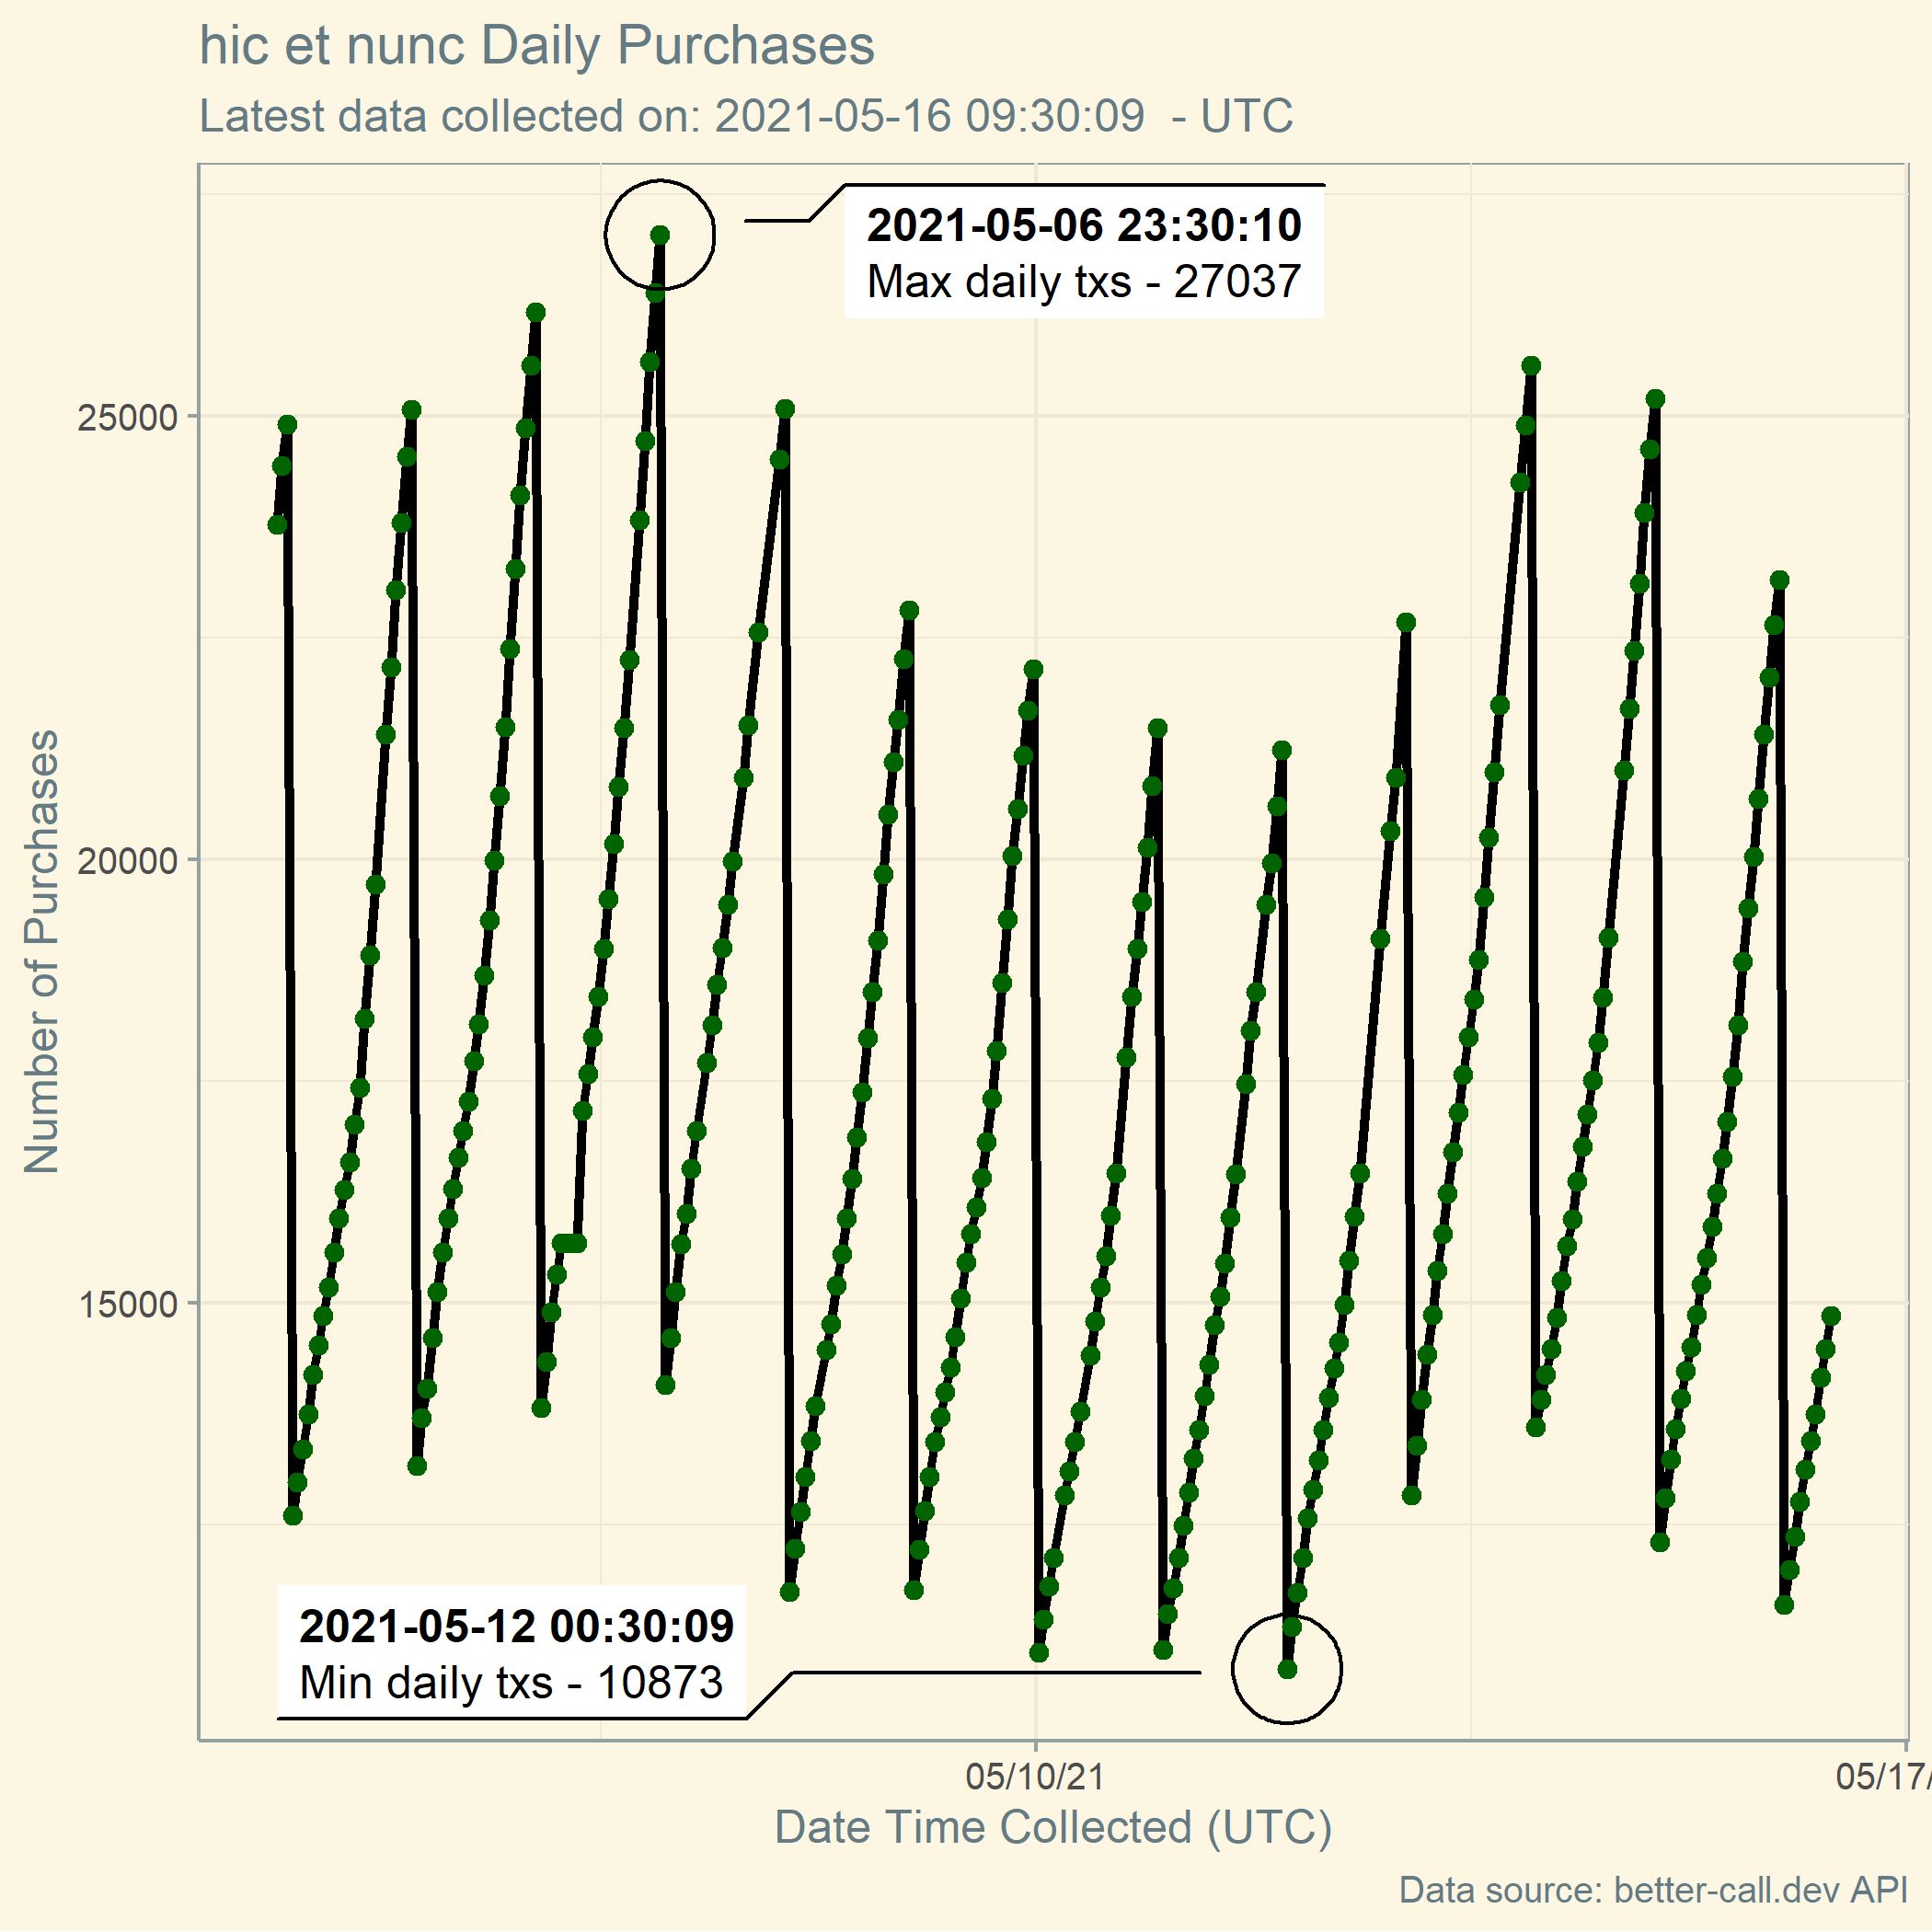 hic et nunc Daily Purchases
Latest data collected on: 2021-05-16 09:30:09  - UTC
2021-05-06 23:30:10
Max daily txs - 27037
25000
20000
15000
Number of Purchases
2021-05-12 00:30:09
Min daily txs - 10873
05/10/21
05/17/
Date Time Collected (UTC)
Data source: better-call.dev API